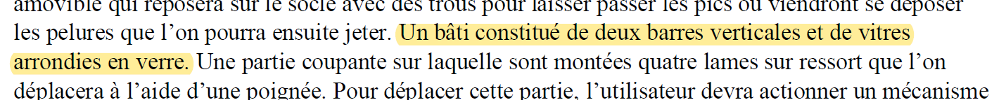 amovible qui reposera sur le socle avec des trous pour laisser passer les pics où viendront se déposer
les pelures que l’on pourra ensuite jeter. Un bâti constitué de deux barres verticales et de vitres
arrondies en verre. Une partie coupante sur laquelle sont montées quatre lames sur ressort que l’on
déplacera à l’aide d’une poignée. Pour déplacer cette partie, l’utilisateur devra actionner un mécanisme